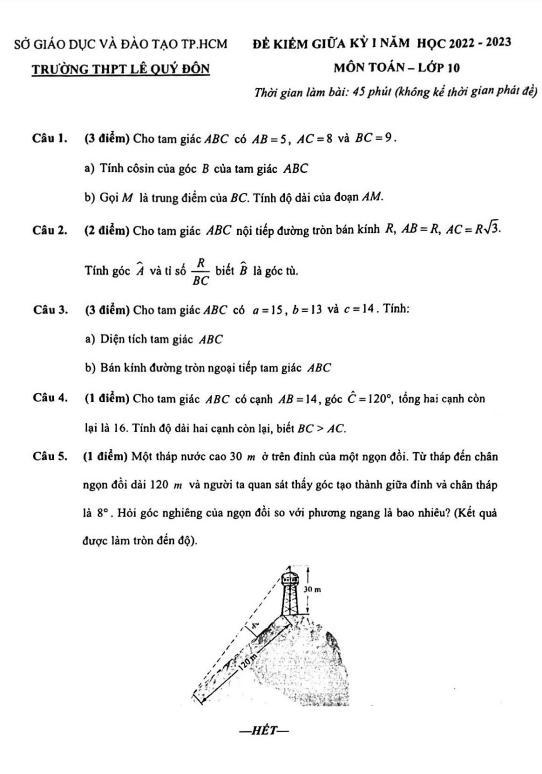 SỞ GIÁO DỤC VÀ ĐÀO TẠO TP.HCM
TRƯỜNG THPT LÊ QUÝ ĐÔN
ĐỀ KIỂM GIỮA KỲ I NĂM HỌC 2022 - 2023
MÔN TOÁN – LỚP 10
Thời gian làm bài: 45 phút (không kể thời gian phát đề)
Câu 1. (3 điểm) Cho tam giác ABC có AB = 5, AC = 8 và BC = 9.
a) Tính côsin của góc B của tam giác ABC
b) Gọi M là trung điểm của BC. Tính độ dài của đoạn AM.
Câu 2. (2 điểm) Cho tam giác ABC nội tiếp đường tròn bán kính R, AB = R, AC = R√3.
Tính góc Â và tỉ số R/BC biết B̂ là góc tù.
Câu 3. (3 điểm) Cho tam giác ABC có a = 15, b = 13 và c = 14. Tính:
a) Diện tích tam giác ABC
b) Bán kính đường tròn ngoại tiếp tam giác ABC
Câu 4. (1 điểm) Cho tam giác ABC có cạnh AB = 14, góc Ĉ = 120°, tổng hai cạnh còn
lại là 16. Tính độ dài hai cạnh còn lại, biết BC > AC.
Câu 5. (1 điểm) Một tháp nước cao 30 m ở trên đỉnh của một ngọn đồi. Từ tháp đến chân
ngọn đồi dài 120 m và người ta quan sát thấy góc tạo thành giữa đỉnh và chân tháp
là 8°. Hỏi góc nghiêng của ngọn đồi so với phương ngang là bao nhiêu? (Kết quả
được làm tròn đến độ).
30 m
120 m
—HẾT—